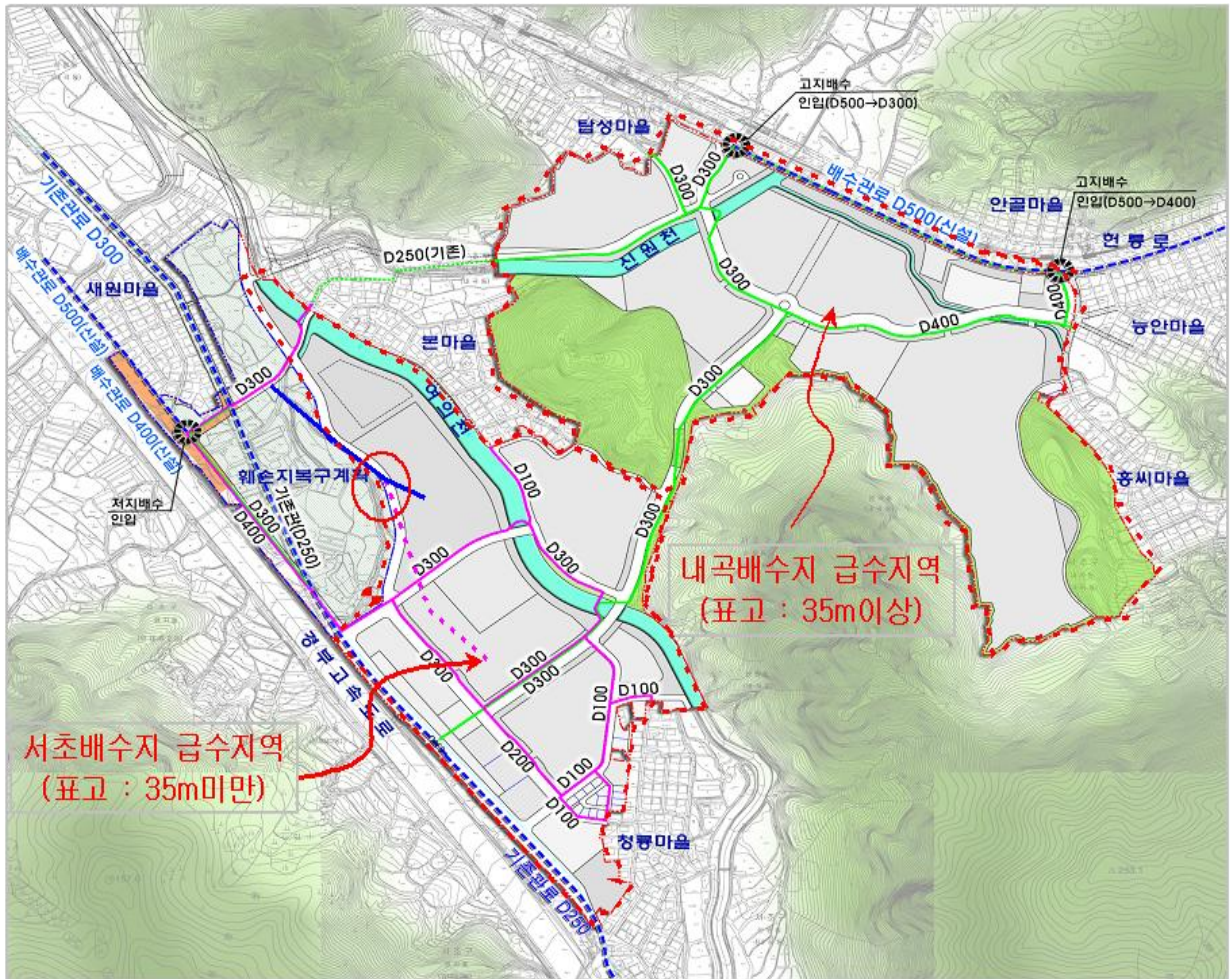 고지배수
인입(D500→D300)
탑성마을
D300
D300
배수관로 D500(신설)
고지배수
인입(D500→D400)
안골마을
헌릉로
D400
능안마을
기존관로 D300
배수관로 D500(신설)
새원마을
배수관로 D400(신설)
D250(기존)
신원천
D300
D400
본마을
D300
D300
여의천
홍씨마을
훼손지복구계획
저지배수
인입
D300
D400
기존관(D250)
D100
D300
D300
D300
내곡배수지 급수지역
(표고 : 35m이상)
경부고속도로
D300
D300
D300
D100
D100
서초배수지 급수지역
(표고 : 35m미만)
D200
D100
D100
청룡마을
기존관로 D250